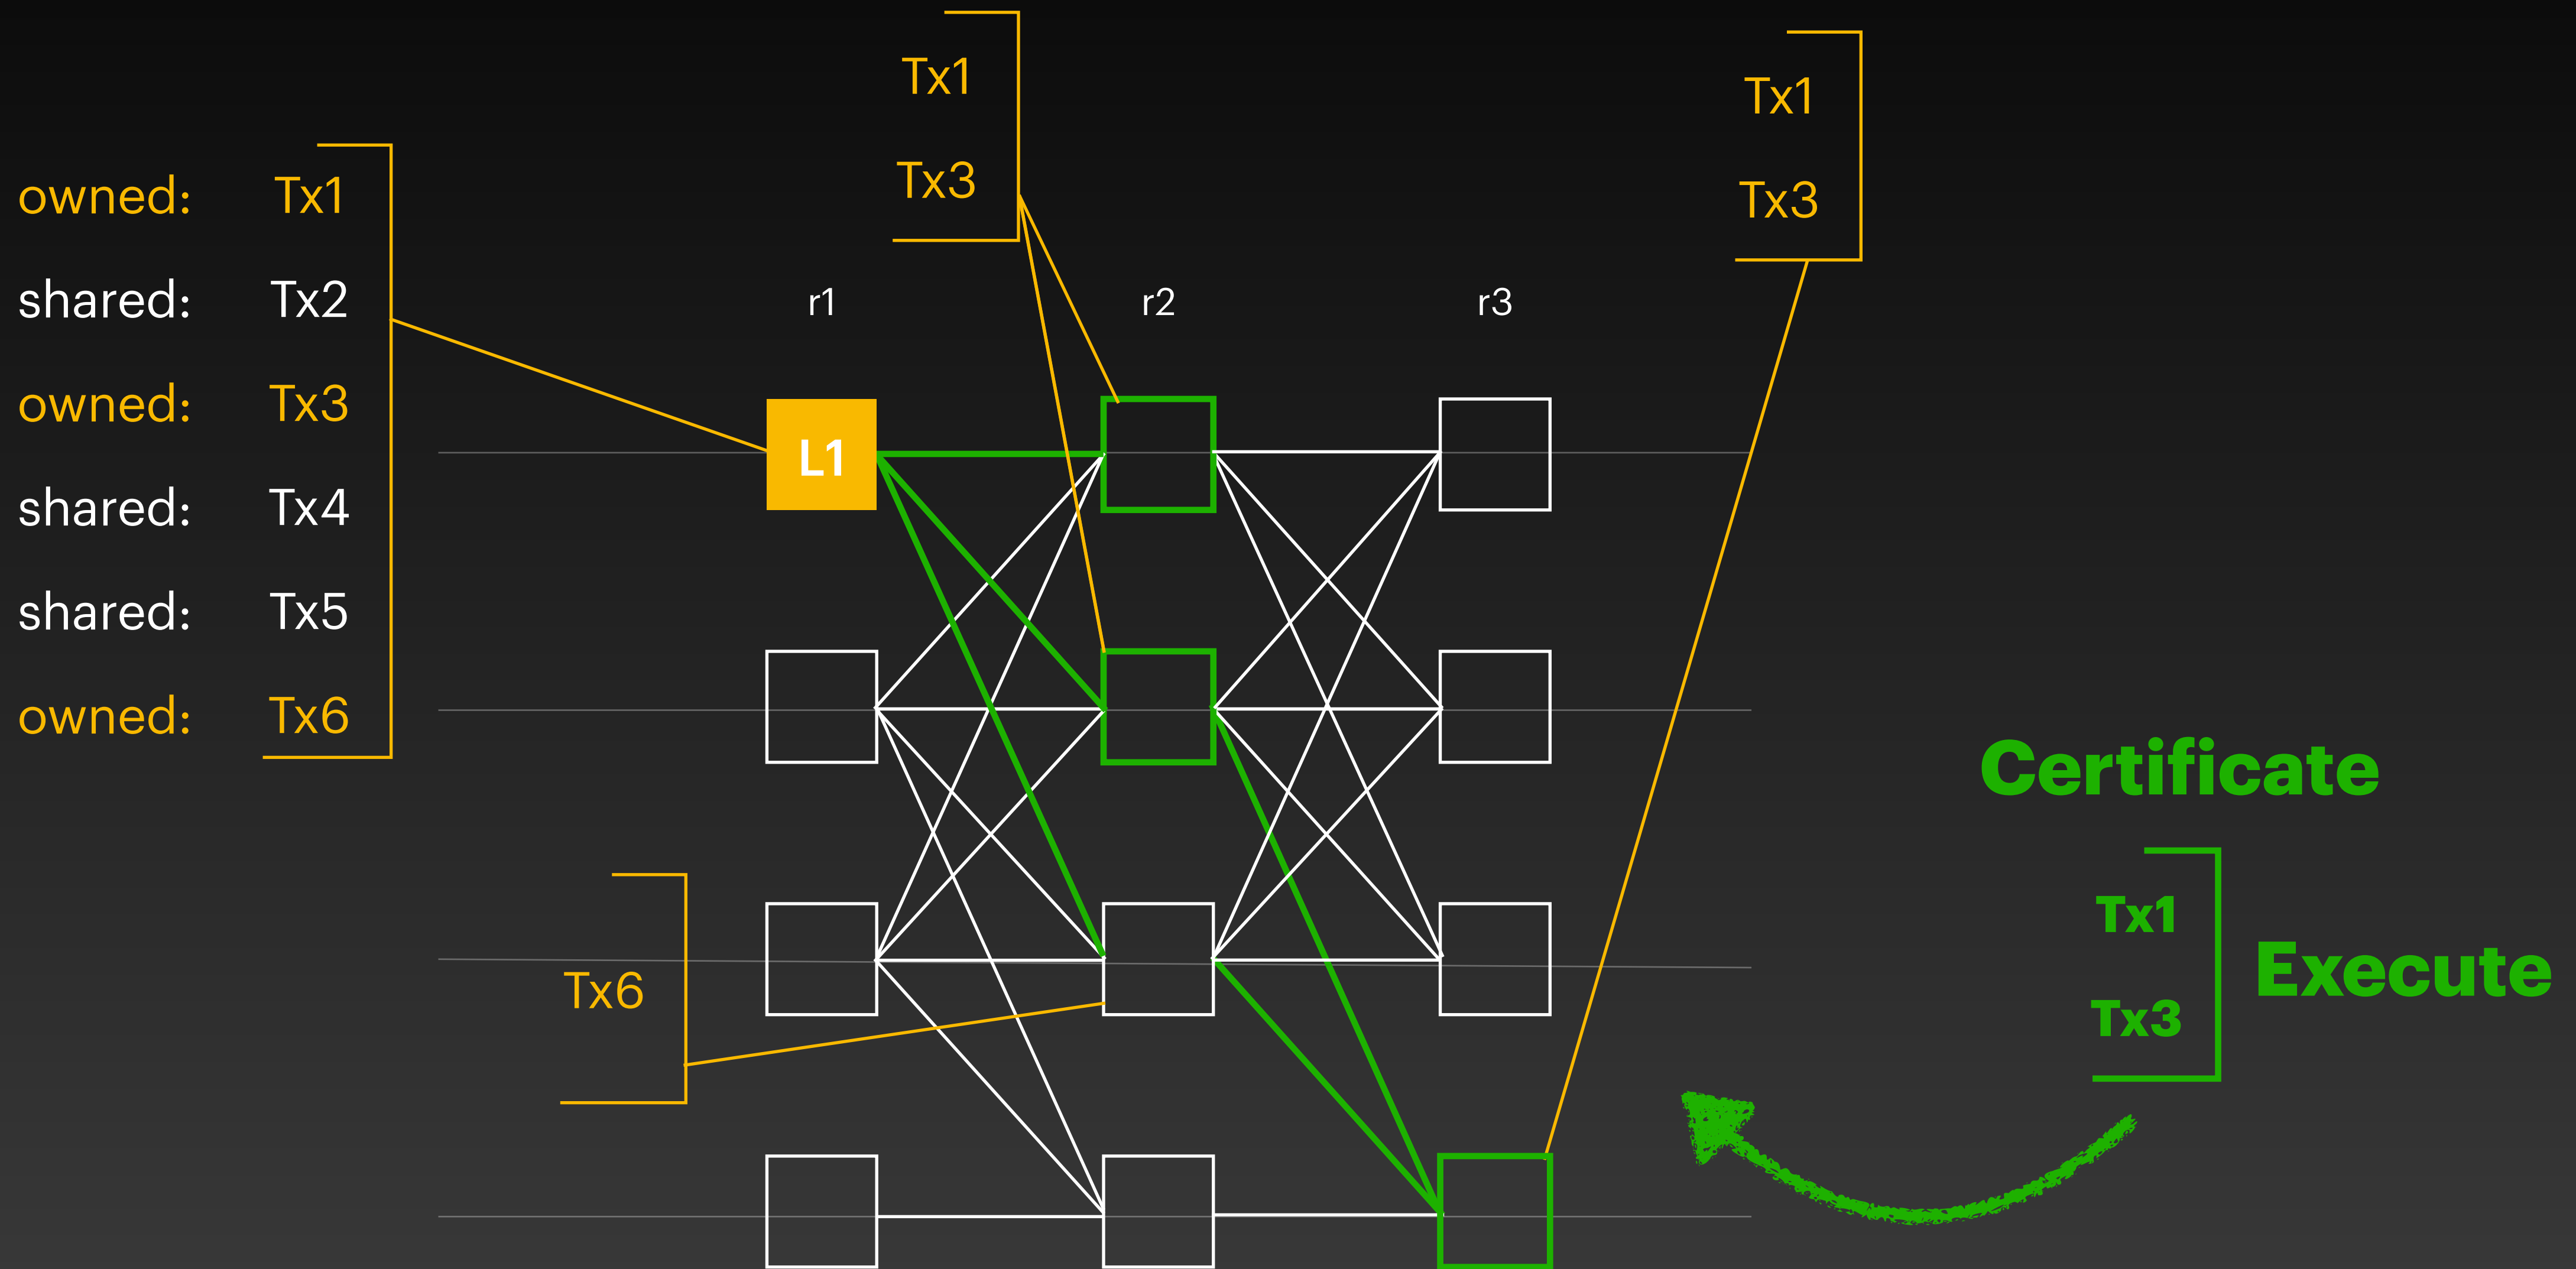 owned: Tx1
shared: Tx2
owned: Tx3
shared: Tx4
shared: Tx5
owned: Tx6
Tx1
Tx3
Tx1
Tx3
r1 r2 r3
L1
Tx6
Certificate
Tx1
Tx3
Execute